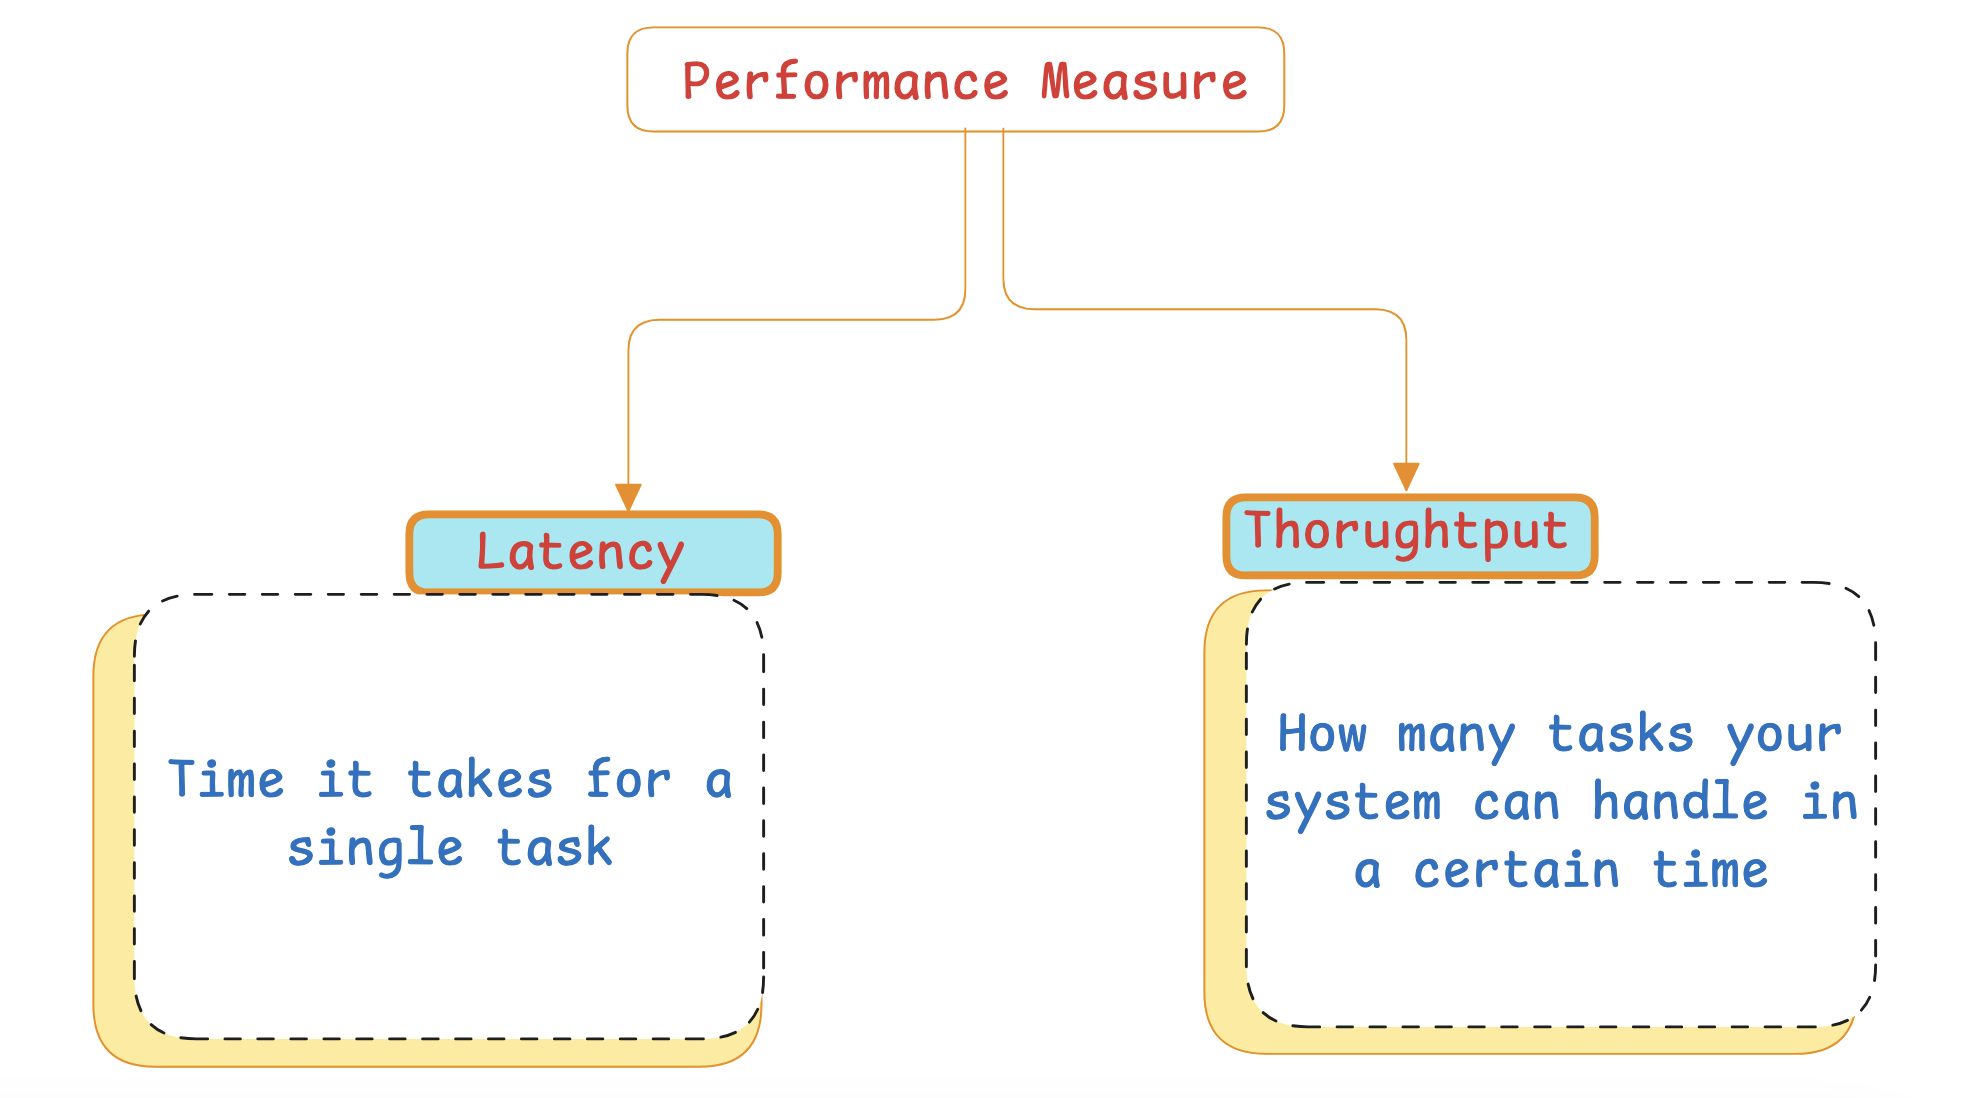 Performance Measure
Latency
Time it takes for a
single task
Thorughtput
How many tasks your
system can handle in
a certain time